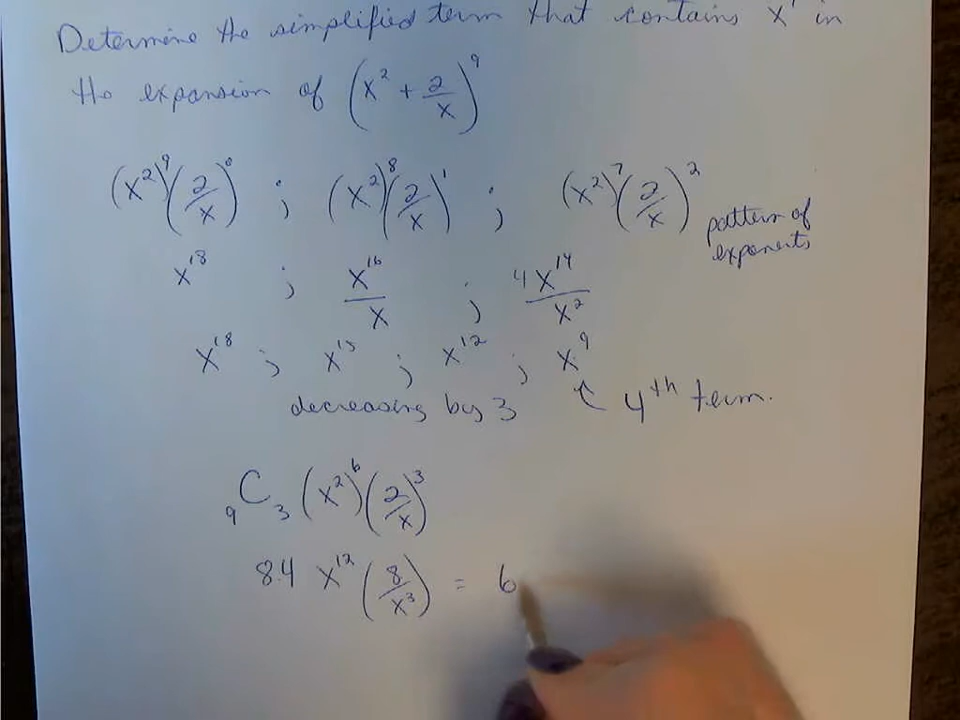 Determine the simplified term that contains x in
the expansion of (x² + 2/x)⁹
(x²)⁹(2/x)⁰ ; (x²)⁸(2/x)¹ ; (x²)⁷(2/x)² pattern of exponents
x¹⁸ ; x¹⁶/x ; 4x¹⁴/x²
x¹⁸ ; x¹⁵ ; x¹² ; x⁹
decreasing by 3 ↑ 4ᵗʰ term.
₉C₃ (x²)⁶(2/x)³
84 x¹² (8/x³) = 6